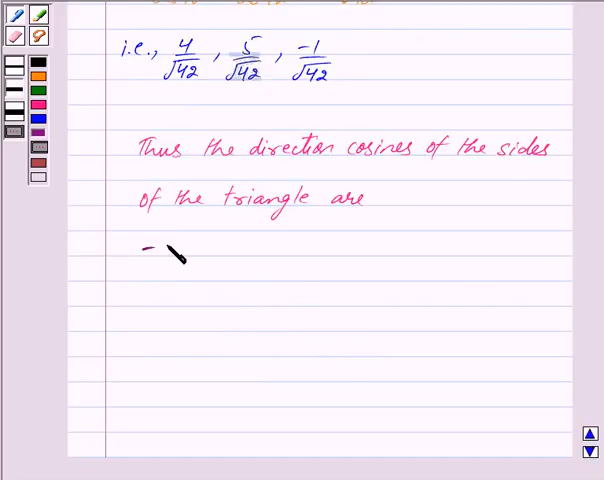 i.e., 4/√42 , 5/√42 , -1/√42
Thus the direction cosines of the sides
of the triangle are
-